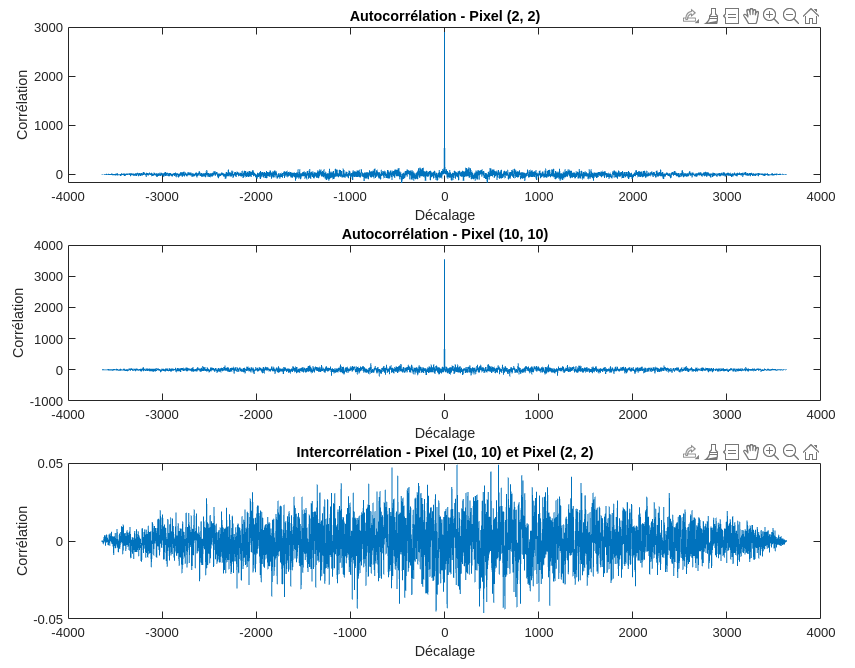 Autocorrélation - Pixel (2, 2)
3000
2000
1000
0
Corrélation
-4000 -3000 -2000 -1000 0 1000 2000 3000 4000
Décalage
Autocorrélation - Pixel (10, 10)
4000
3000
2000
1000
0
-1000
Corrélation
-4000 -3000 -2000 -1000 0 1000 2000 3000 4000
Décalage
Intercorrélation - Pixel (10, 10) et Pixel (2, 2)
0.05
0
-0.05
Corrélation
-4000 -3000 -2000 -1000 0 1000 2000 3000 4000
Décalage